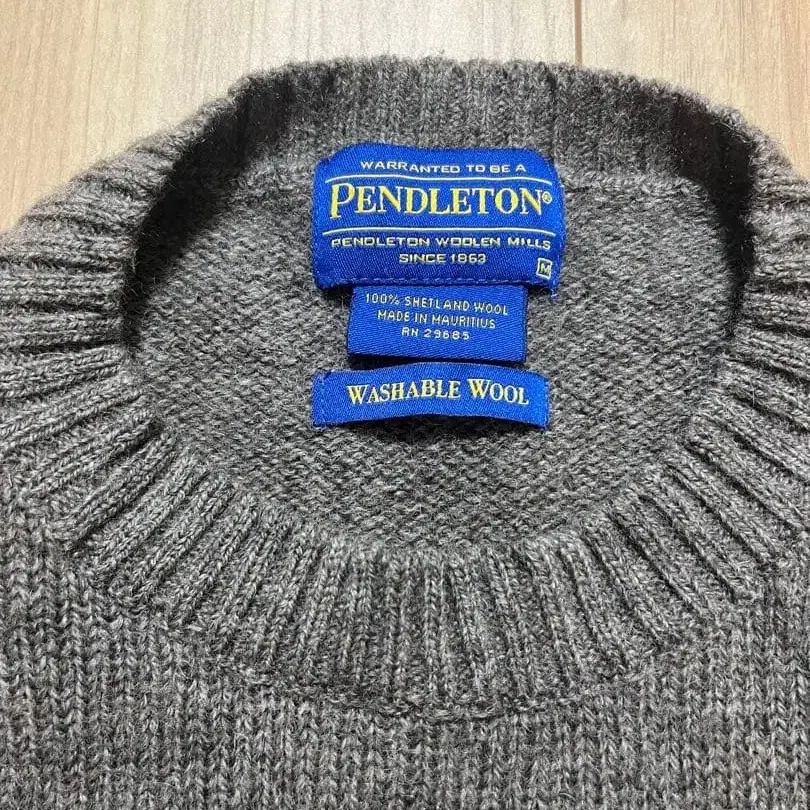 WARRANTED TO BE A
PENDLETON®
PENDLETON WOOLEN MILLS
SINCE 1863
M
100% SHETLAND WOOL
MADE IN MAURITIUS
RN 29685
WASHABLE WOOL